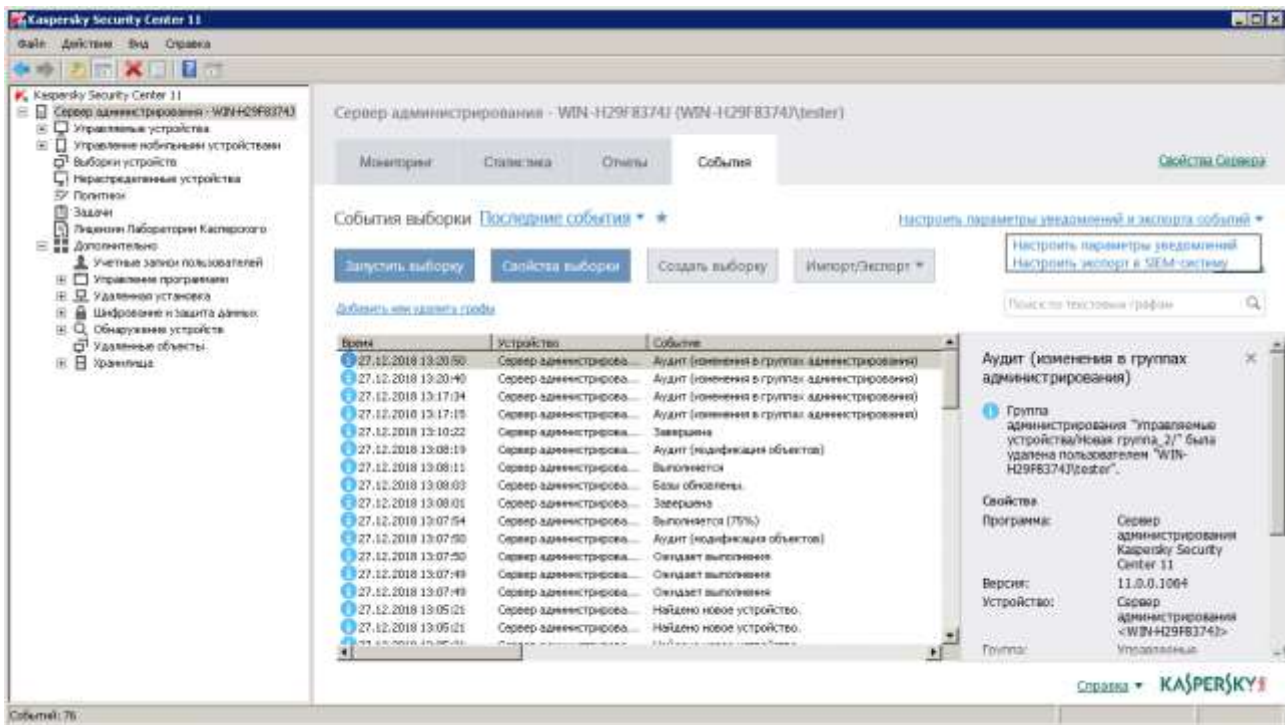 Kaspersky Security Center 11
Файл Действие Вид Справка
Kaspersky Security Center 11
Сервер администрирования - WIN-H29F8374J
Управляемые устройства
Управление мобильными устройствами
Выборки устройств
Нераспределенные устройства
Политики
Задачи
Лицензии Лаборатории Касперского
Дополнительно
Учетные записи пользователей
Управление программами
Удаленная установка
Шифрование и защита данных
Обнаружение устройств
Удаленные объекты
Хранилища
Сервер администрирования - WIN-H29F8374J (WIN-H29F8374J\tester)
Мониторинг Статистика Отчеты События
Свойства Сервера
События выборки Последние события
Настроить параметры уведомлений и экспорта событий
Настроить параметры уведомлений
Настроить экспорт в SIEM-систему
Запустить выборку Свойства выборки Создать выборку Импорт/Экспорт
Поиск по текстовым графам
Добавить или удалить графы
Время Устройство Событие
27.12.2018 13:20:50 Сервер администрирова... Аудит (изменения в группах администрирования)
27.12.2018 13:20:40 Сервер администрирова... Аудит (изменения в группах администрирования)
27.12.2018 13:17:34 Сервер администрирова... Аудит (изменения в группах администрирования)
27.12.2018 13:17:15 Сервер администрирова... Аудит (изменения в группах администрирования)
27.12.2018 13:10:22 Сервер администрирова... Завершена
27.12.2018 13:08:19 Сервер администрирова... Аудит (модификация объектов)
27.12.2018 13:08:11 Сервер администрирова... Выполняется
27.12.2018 13:08:03 Сервер администрирова... Базы обновлены.
27.12.2018 13:08:01 Сервер администрирова... Завершена
27.12.2018 13:07:54 Сервер администрирова... Выполняется (75%)
27.12.2018 13:07:50 Сервер администрирова... Аудит (модификация объектов)
27.12.2018 13:07:50 Сервер администрирова... Ожидает выполнения
27.12.2018 13:07:49 Сервер администрирова... Ожидает выполнения
27.12.2018 13:07:49 Сервер администрирова... Ожидает выполнения
27.12.2018 13:05:21 Сервер администрирова... Найдено новое устройство.
27.12.2018 13:05:21 Сервер администрирова... Найдено новое устройство.
Аудит (изменения в группах
администрирования)
Группа
администрирования "Управляемые
устройства/Новая группа_2/" была
удалена пользователем "WIN-
H29F8374J\tester".
Свойства
Программа: Сервер
администрирования
Kaspersky Security
Center 11
Версия: 11.0.0.1064
Устройство: Сервер
администрирования
<WIN-H29F8374J>
Группа: Управляемые
Справка KASPERSKY
Событий: 76